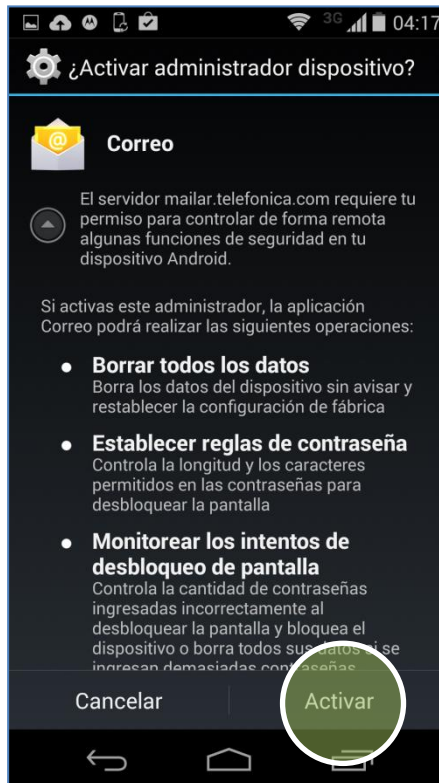 3G 04:17
¿Activar administrador dispositivo?
Correo
El servidor mailar.telefonica.com requiere tu
permiso para controlar de forma remota
algunas funciones de seguridad en tu
dispositivo Android.
Si activas este administrador, la aplicación
Correo podrá realizar las siguientes operaciones:
Borrar todos los datos
Borra los datos del dispositivo sin avisar y
restablecer la configuración de fábrica
Establecer reglas de contraseña
Controla la longitud y los caracteres
permitidos en las contraseñas para
desbloquear la pantalla
Monitorear los intentos de
desbloqueo de pantalla
Controla la cantidad de contraseñas
ingresadas incorrectamente al
desbloquear la pantalla y bloquea el
dispositivo o borra todos sus datos si se
ingresan demasiadas contraseñas
Cancelar Activar